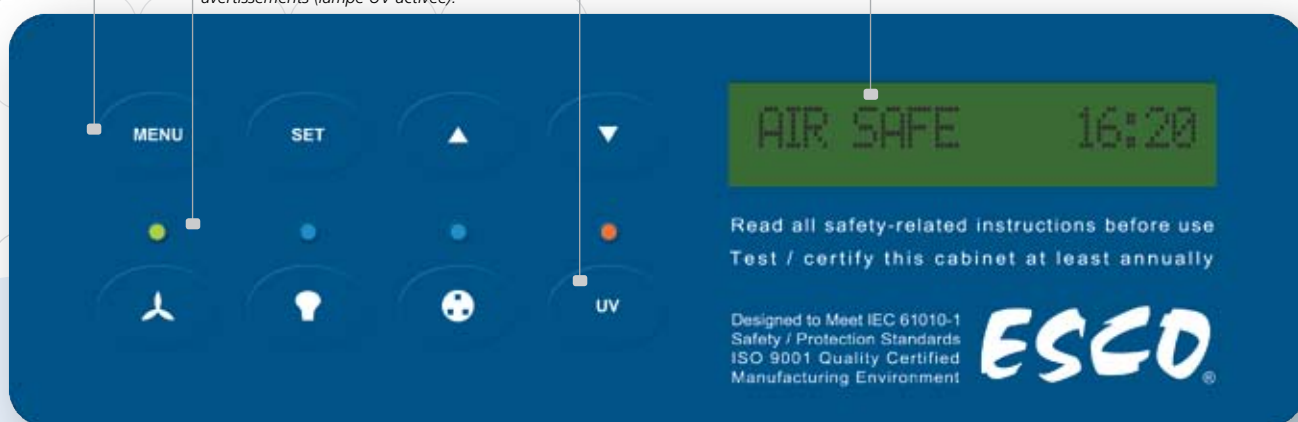 avertissements (lampe UV activée).
MENU
SET
AIR SAFE 16:20
UV
Read all safety-related instructions before use
Test / certify this cabinet at least annually
Designed to Meet IEC 61010-1
Safety / Protection Standards
ISO 9001 Quality Certified
Manufacturing Environment
ESCO®